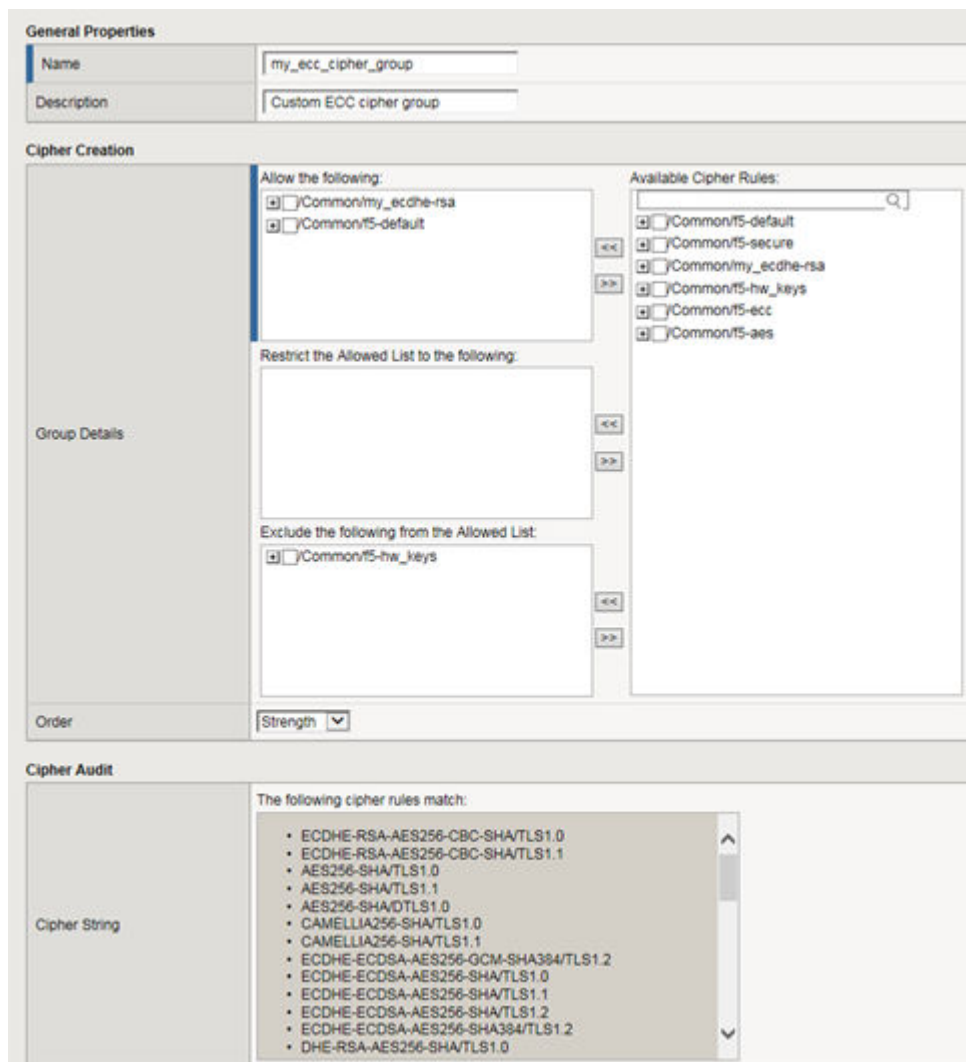 General Properties
Name
my_ecc_cipher_group
Description
Custom ECC cipher group
Cipher Creation
Group Details
Allow the following:
/Common/my_ecdhe-rsa
/Common/f5-default
<<
>>
Available Cipher Rules:
/Common/f5-default
/Common/f5-secure
/Common/my_ecdhe-rsa
/Common/f5-hw_keys
/Common/f5-ecc
/Common/f5-aes
Restrict the Allowed List to the following:
<<
>>
Exclude the following from the Allowed List:
/Common/f5-hw_keys
<<
>>
Order
Strength
Cipher Audit
Cipher String
The following cipher rules match:
• ECDHE-RSA-AES256-CBC-SHA/TLS1.0
• ECDHE-RSA-AES256-CBC-SHA/TLS1.1
• AES256-SHA/TLS1.0
• AES256-SHA/TLS1.1
• AES256-SHA/DTLS1.0
• CAMELLIA256-SHA/TLS1.0
• CAMELLIA256-SHA/TLS1.1
• ECDHE-ECDSA-AES256-GCM-SHA384/TLS1.2
• ECDHE-ECDSA-AES256-SHA/TLS1.0
• ECDHE-ECDSA-AES256-SHA/TLS1.1
• ECDHE-ECDSA-AES256-SHA/TLS1.2
• ECDHE-ECDSA-AES256-SHA384/TLS1.2
• DHE-RSA-AES256-SHA/TLS1.0